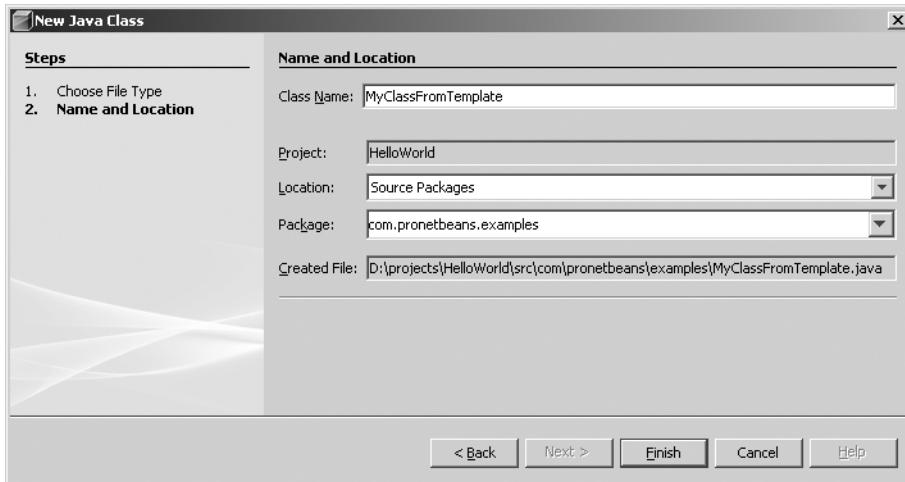 New Java Class
Steps
1. Choose File Type
2. Name and Location
Name and Location
Class Name: MyClassFromTemplate
Project: HelloWorld
Location: Source Packages
Package: com.pronetbeans.examples
Created File: D:\projects\HelloWorld\src\com\pronetbeans\examples\MyClassFromTemplate.java
< Back Next > Finish Cancel Help